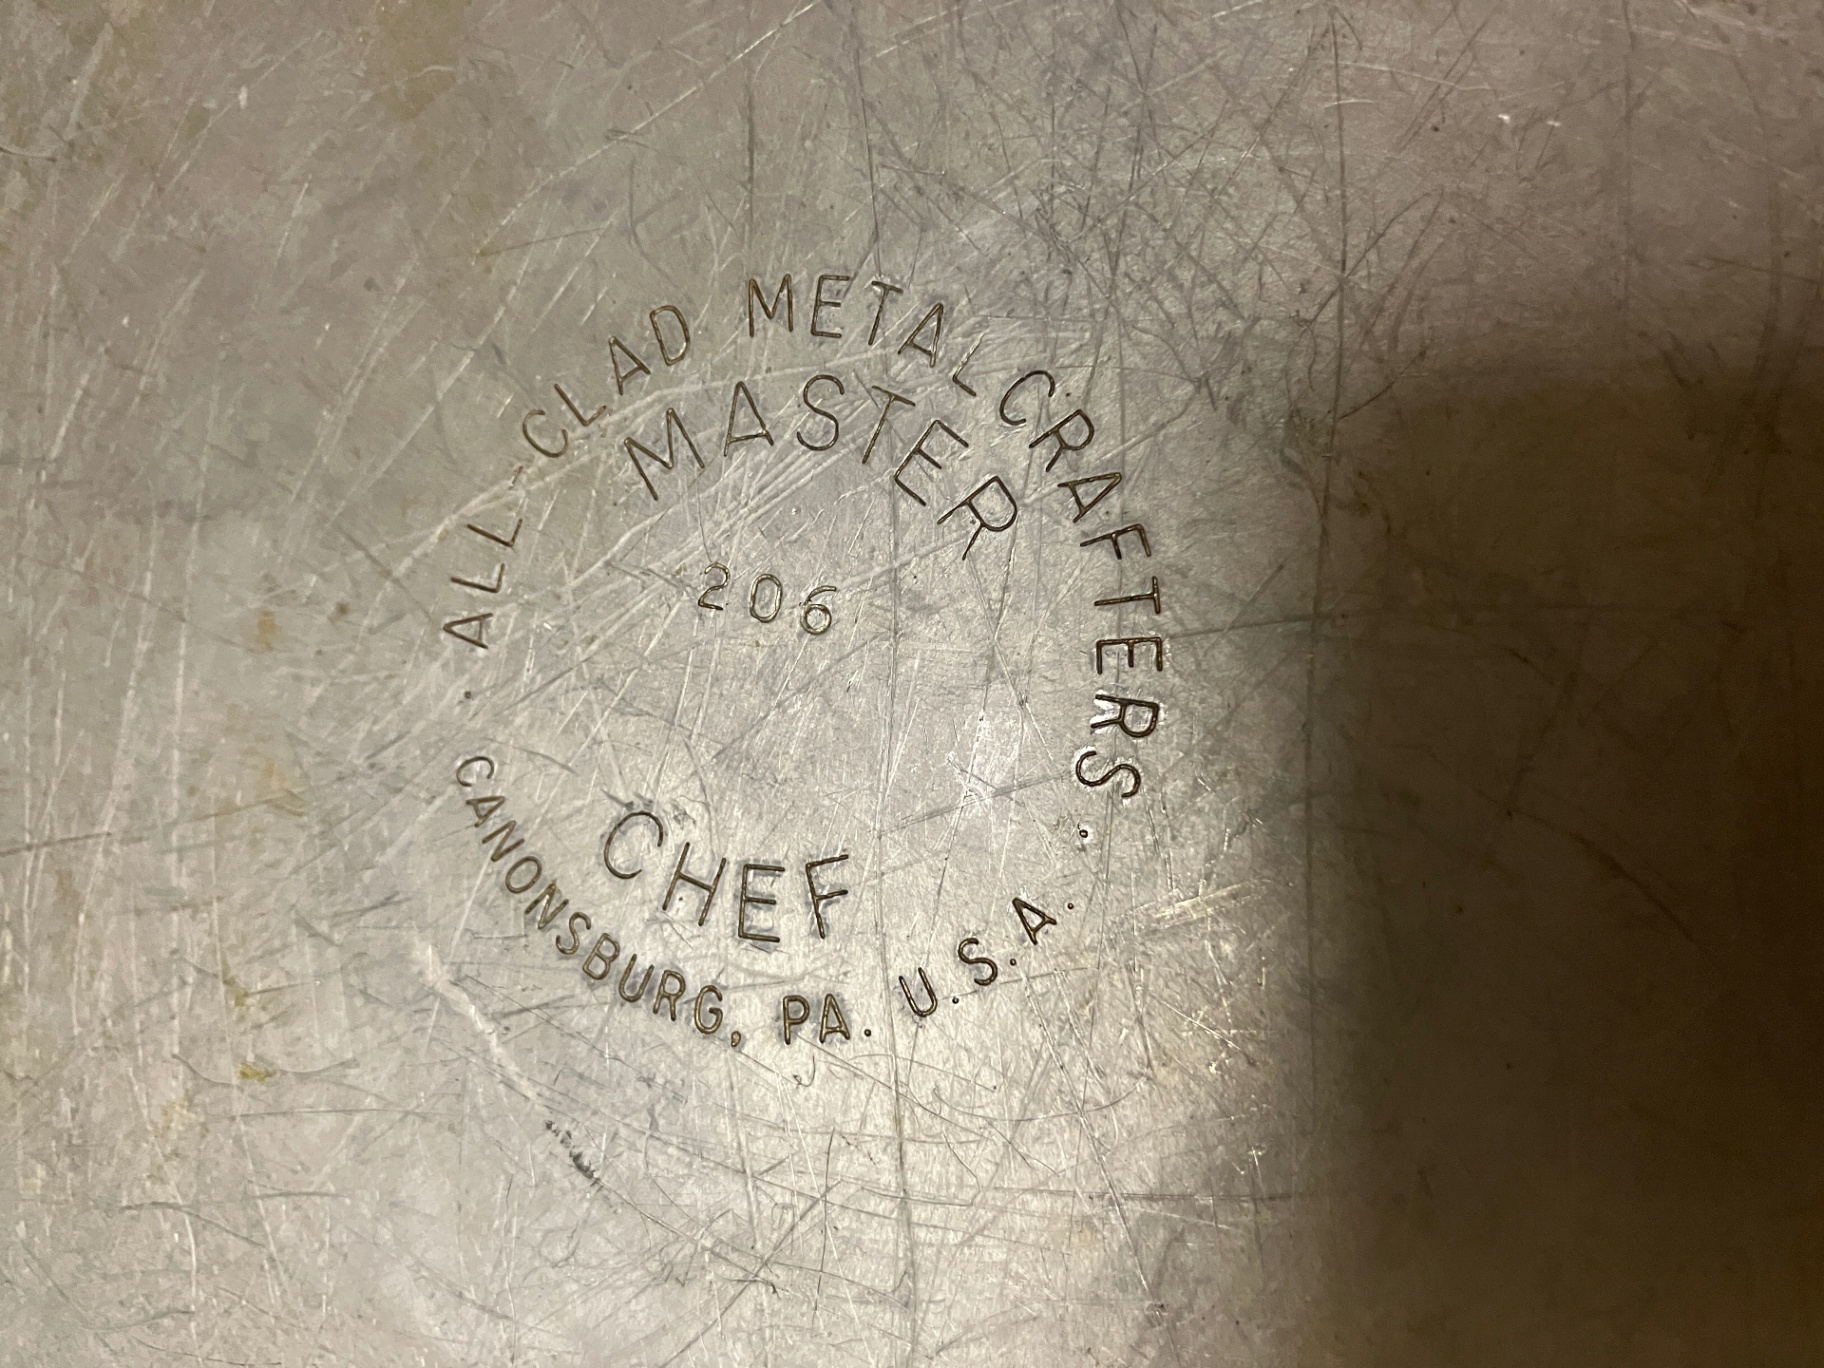 ALL-CLAD METALCRAFTERS.
MASTER
206
CHEF
CANONSBURG, PA. U.S.A.